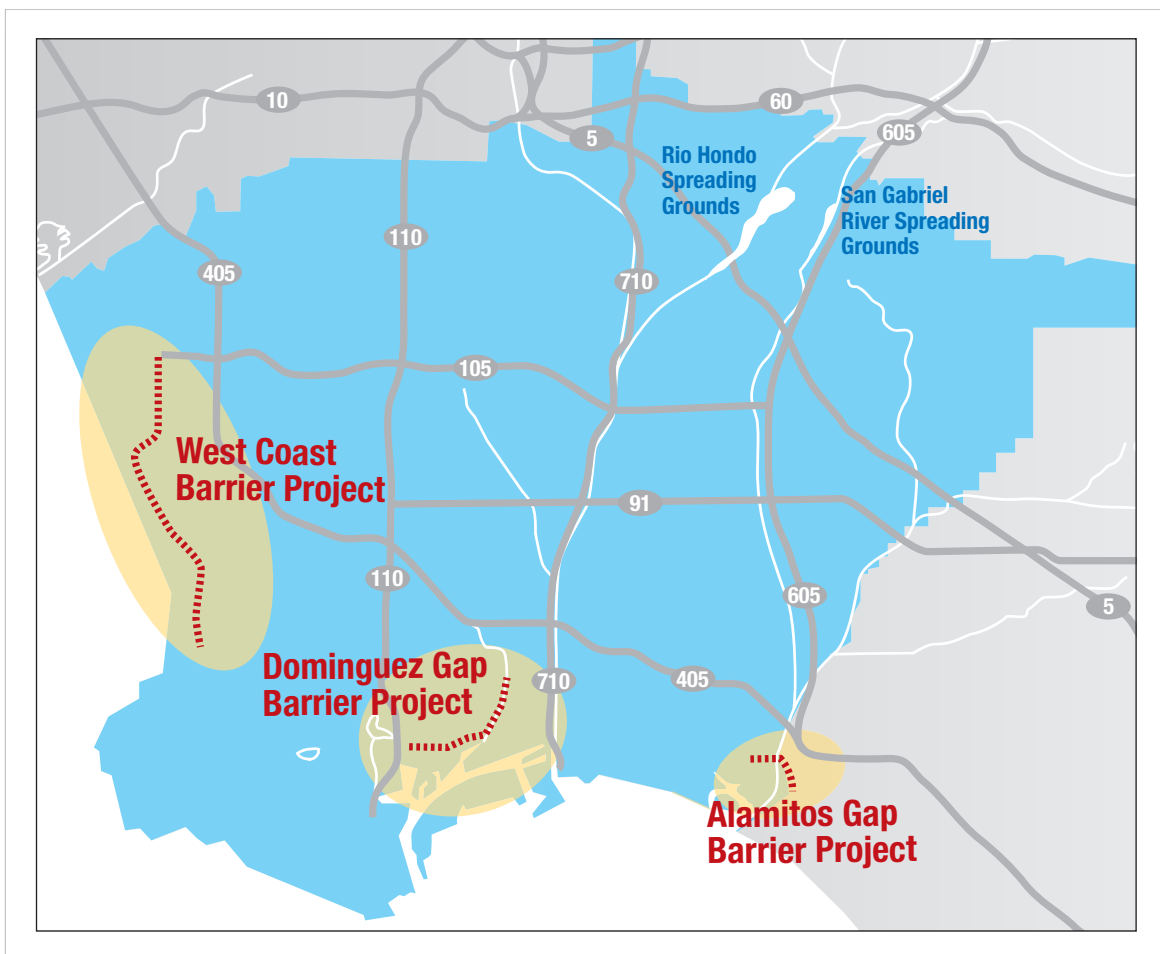 10
60
5
605
Rio Hondo
Spreading
Grounds
San Gabriel
River Spreading
Grounds
110
405
710
105
West Coast
Barrier Project
91
110
605
5
Dominguez Gap
Barrier Project
710
405
Alamitos Gap
Barrier Project